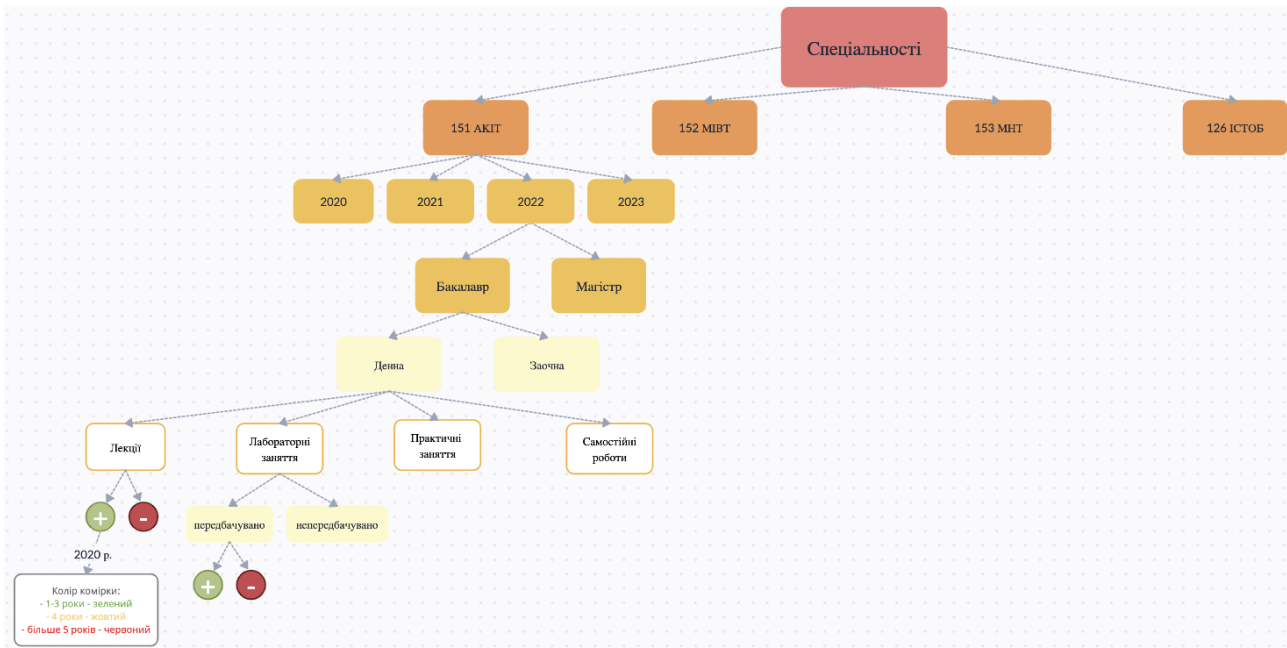 Спеціальності
151 АКІТ
152 МІВТ
153 МНТ
126 ІСТОБ
2020
2021
2022
2023
Бакалавр
Магістр
Денна
Заочна
Лекції
Лабораторні
заняття
Практичні
заняття
Самостійні
роботи
+
-
передбачувано
непередбачувано
2020 р.
+
-
Колір комірки:
- 1-3 роки - зелений
- 4 роки - жовтий
- більше 5 років - червоний